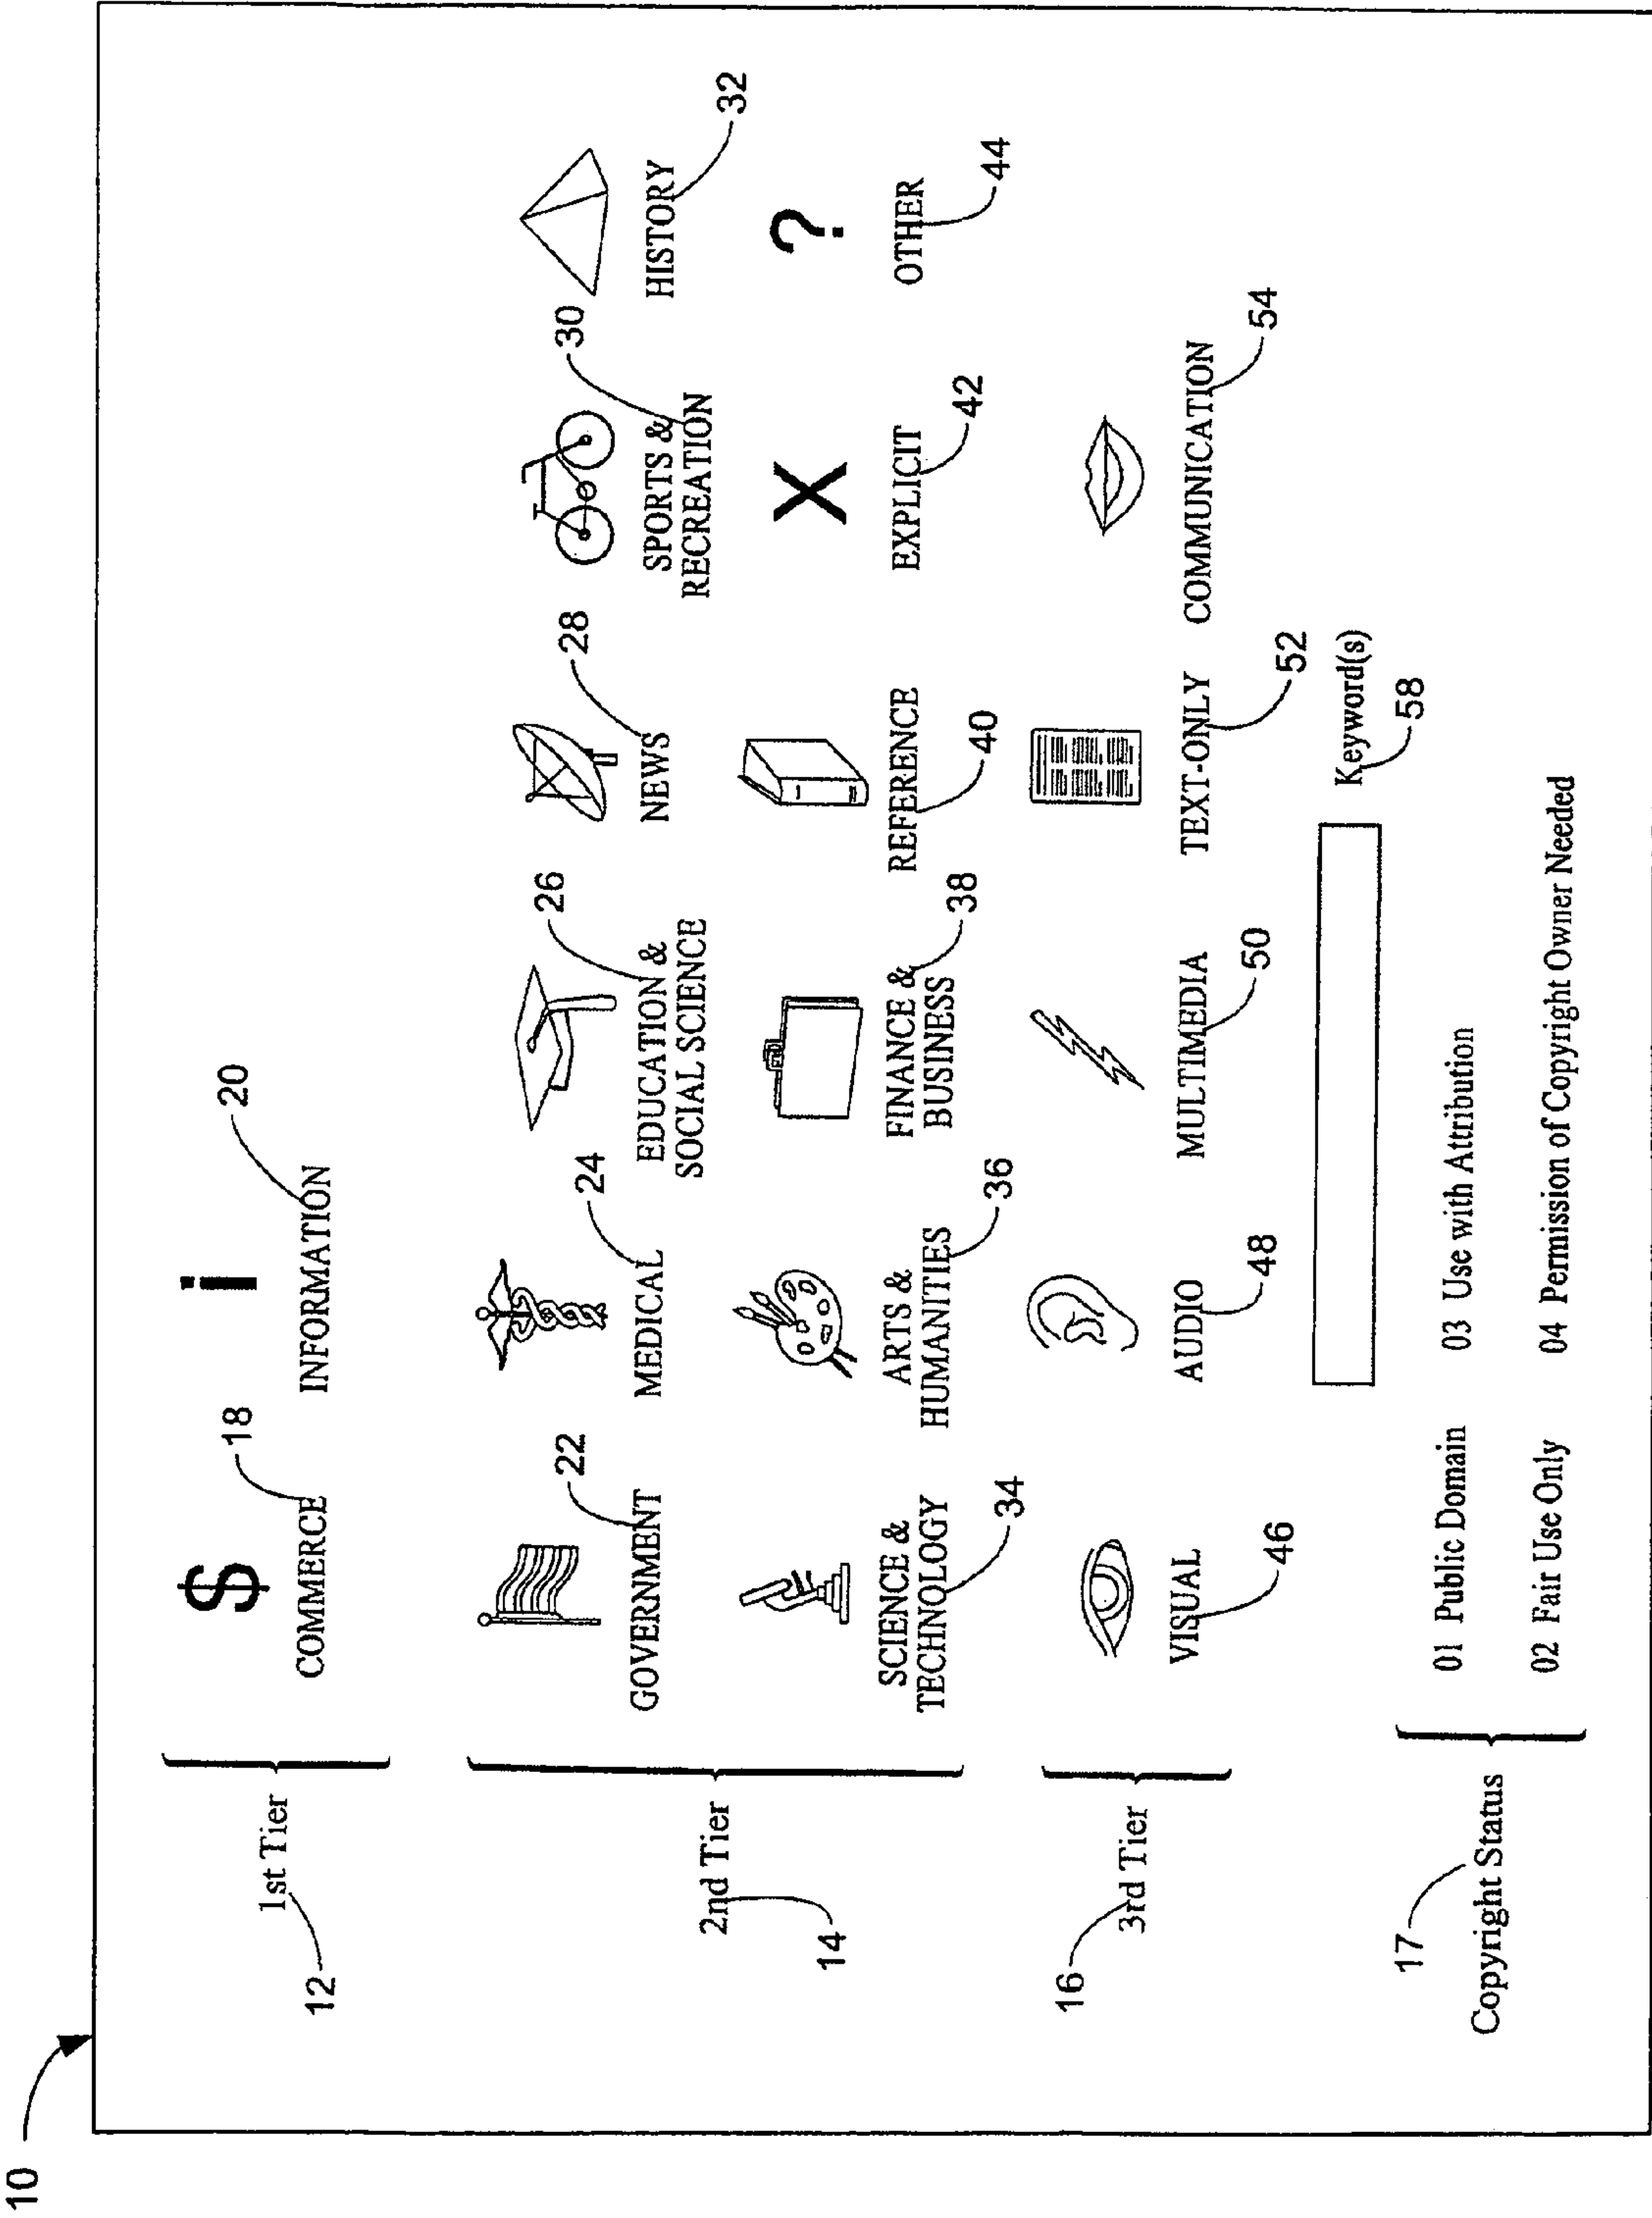 10
1st Tier
12
$
COMMERCE
18
i
INFORMATION
20
2nd Tier
14
GOVERNMENT
22
MEDICAL
24
EDUCATION &
SOCIAL SCIENCE
26
NEWS
28
SPORTS &
RECREATION
30
HISTORY
32
SCIENCE &
TECHNOLOGY
34
ARTS &
HUMANITIES
36
FINANCE &
BUSINESS
38
REFERENCE
40
X
EXPLICIT
42
?
OTHER
44
3rd Tier
16
VISUAL
46
AUDIO
48
MULTIMEDIA
50
TEXT-ONLY
52
COMMUNICATION
54
Keyword(s)
58
17
Copyright Status
01 Public Domain
03 Use with Attribution
02 Fair Use Only
04 Permission of Copyright Owner Needed